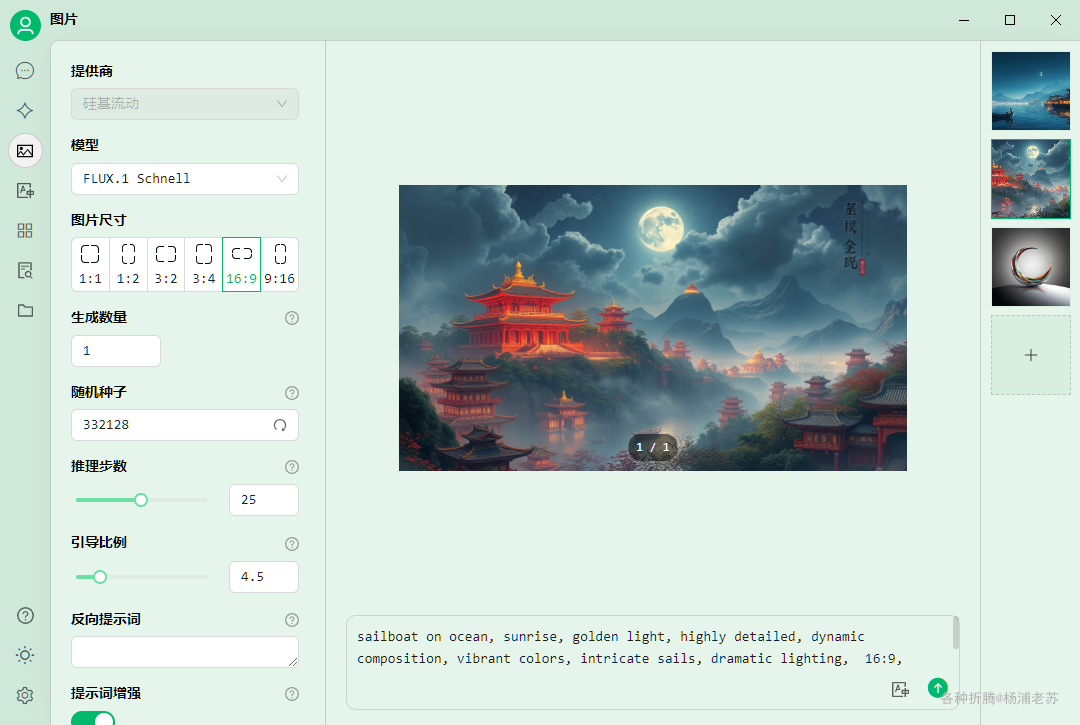 图片
提供商
硅基流动
模型
FLUX.1 Schnell
图片尺寸
1:1 1:2 3:2 3:4 16:9 9:16
生成数量
1
随机种子
332128
推理步数
25
引导比例
4.5
反向提示词
提示词增强
1 / 1
sailboat on ocean, sunrise, golden light, highly detailed, dynamic
composition, vibrant colors, intricate sails, dramatic lighting, 16:9,
各种折腾@杨浦老苏